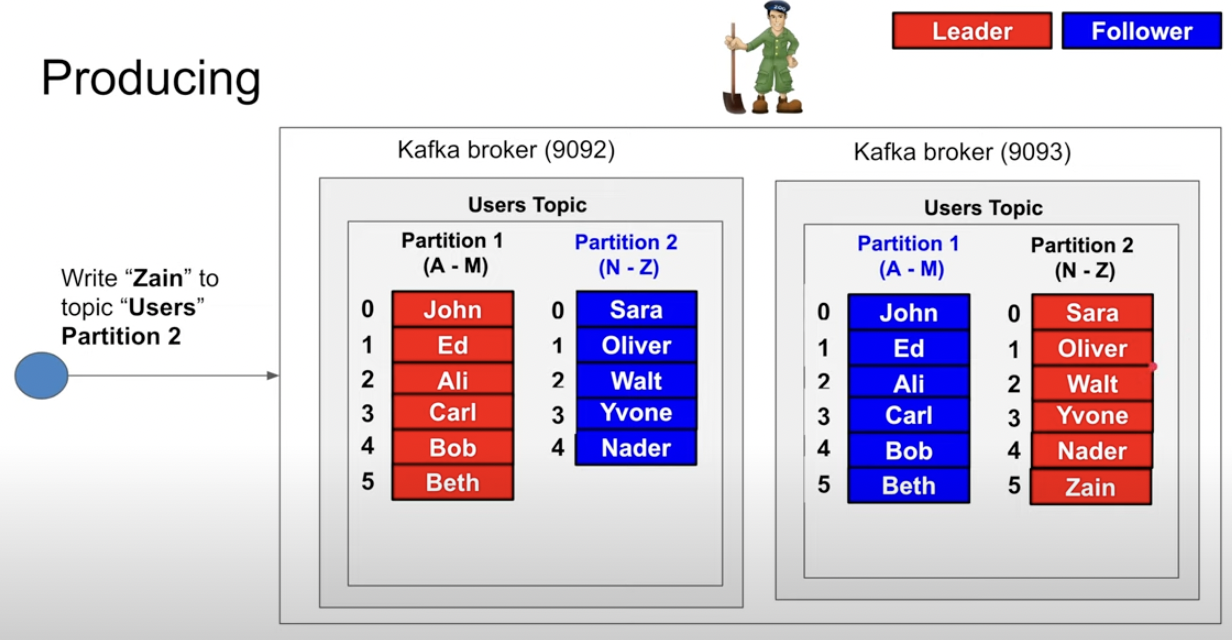 Leader
Follower
ZOO
Producing
Kafka broker (9092)
Kafka broker (9093)
Write “Zain” to
topic “Users”
Partition 2
Users Topic
Partition 1
(A - M)
Partition 2
(N - Z)
0 John
1 Ed
2 Ali
3 Carl
4 Bob
5 Beth
0 Sara
1 Oliver
2 Walt
3 Yvone
4 Nader
Users Topic
Partition 1
(A - M)
Partition 2
(N - Z)
0 John
1 Ed
2 Ali
3 Carl
4 Bob
5 Beth
0 Sara
1 Oliver
2 Walt
3 Yvone
4 Nader
5 Zain